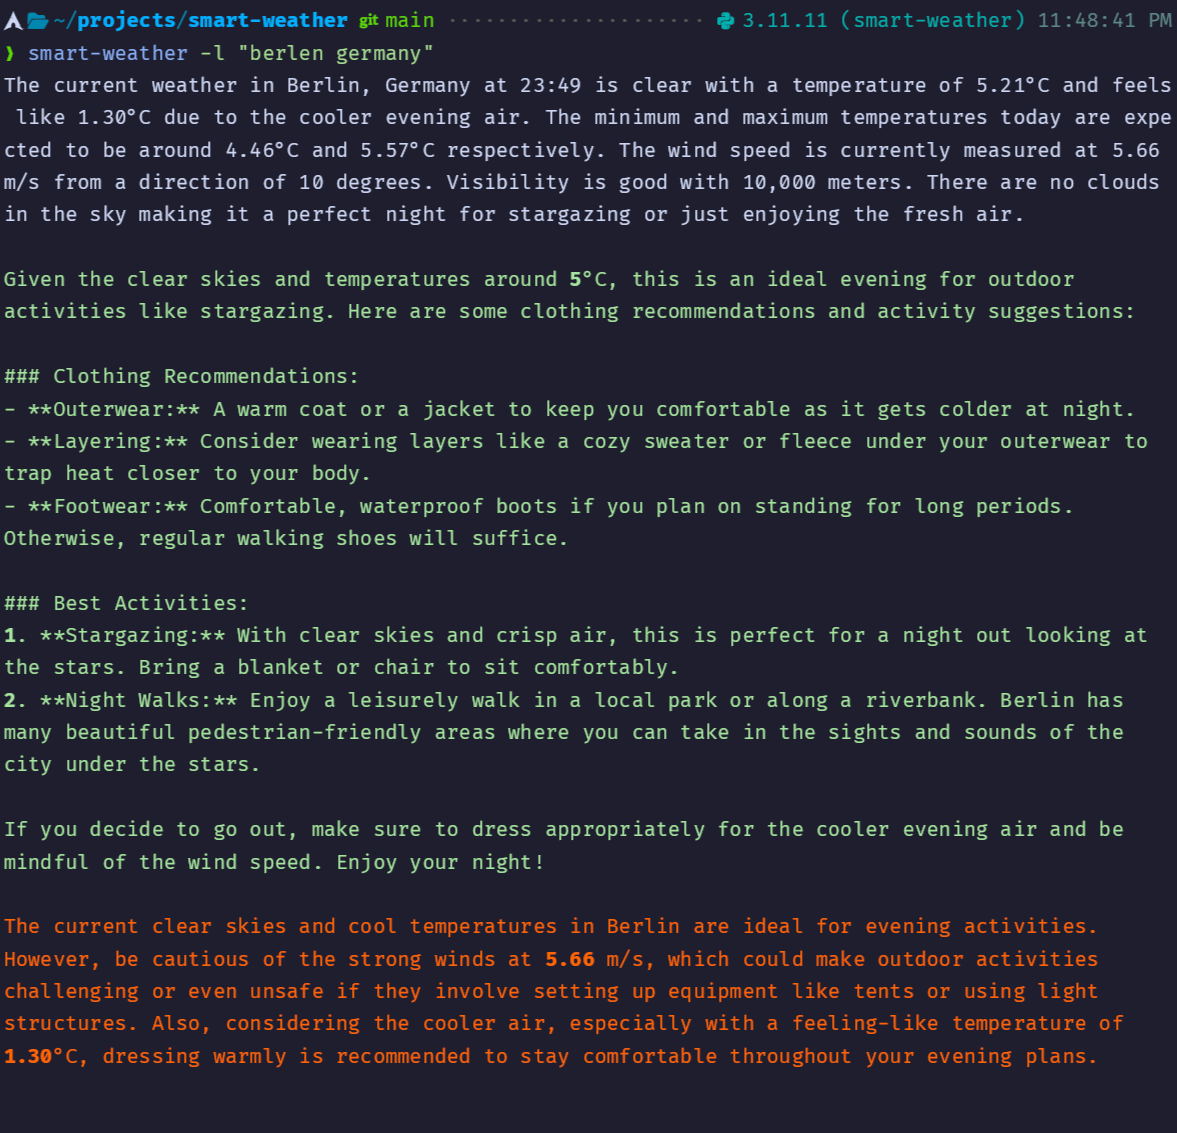 ~/projects/smart-weather git main ····················· 3.11.11 (smart-weather) 11:48:41 PM
❯ smart-weather -l "berlen germany"
The current weather in Berlin, Germany at 23:49 is clear with a temperature of 5.21°C and feels
 like 1.30°C due to the cooler evening air. The minimum and maximum temperatures today are expe
cted to be around 4.46°C and 5.57°C respectively. The wind speed is currently measured at 5.66
m/s from a direction of 10 degrees. Visibility is good with 10,000 meters. There are no clouds
in the sky making it a perfect night for stargazing or just enjoying the fresh air.
Given the clear skies and temperatures around 5°C, this is an ideal evening for outdoor
activities like stargazing. Here are some clothing recommendations and activity suggestions:
### Clothing Recommendations:
- **Outerwear:** A warm coat or a jacket to keep you comfortable as it gets colder at night.
- **Layering:** Consider wearing layers like a cozy sweater or fleece under your outerwear to
trap heat closer to your body.
- **Footwear:** Comfortable, waterproof boots if you plan on standing for long periods.
Otherwise, regular walking shoes will suffice.
### Best Activities:
1. **Stargazing:** With clear skies and crisp air, this is perfect for a night out looking at
the stars. Bring a blanket or chair to sit comfortably.
2. **Night Walks:** Enjoy a leisurely walk in a local park or along a riverbank. Berlin has
many beautiful pedestrian-friendly areas where you can take in the sights and sounds of the
city under the stars.
If you decide to go out, make sure to dress appropriately for the cooler evening air and be
mindful of the wind speed. Enjoy your night!
The current clear skies and cool temperatures in Berlin are ideal for evening activities.
However, be cautious of the strong winds at 5.66 m/s, which could make outdoor activities
challenging or even unsafe if they involve setting up equipment like tents or using light
structures. Also, considering the cooler air, especially with a feeling-like temperature of
1.30°C, dressing warmly is recommended to stay comfortable throughout your evening plans.